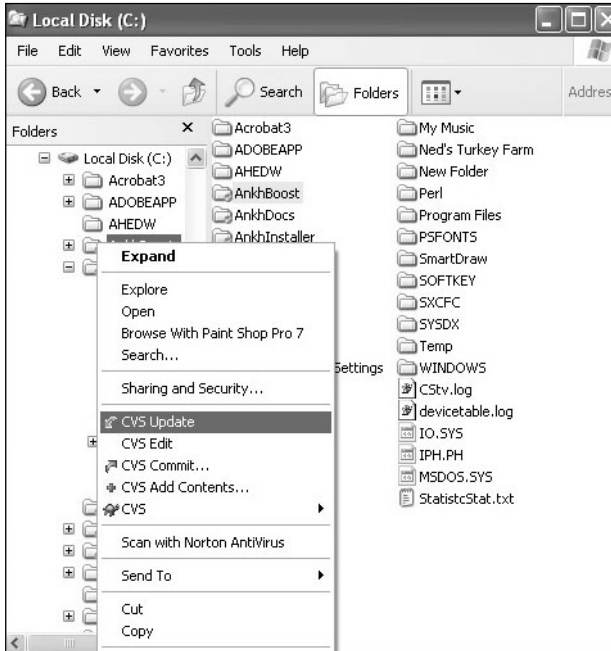 Local Disk (C:)
File Edit View Favorites Tools Help
Back Search Folders Addres
Folders
Local Disk (C:)
Acrobat3
ADOBEAPP
AHEDW
Acrobat3
ADOBEAPP
AHEDW
AnkhBoost
AnkhDocs
AnkhInstaller
Settings
My Music
Ned's Turkey Farm
New Folder
Perl
Program Files
PSFONTS
SmartDraw
SOFTKEY
SXCFC
SYSDX
Temp
WINDOWS
CStv.log
devicetable.log
IO.SYS
IPH.PH
MSDOS.SYS
StatistcStat.txt
Expand
Explore
Open
Browse With Paint Shop Pro 7
Search...
Sharing and Security...
CVS Update
CVS Edit
CVS Commit...
CVS Add Contents...
CVS
Scan with Norton AntiVirus
Send To
Cut
Copy